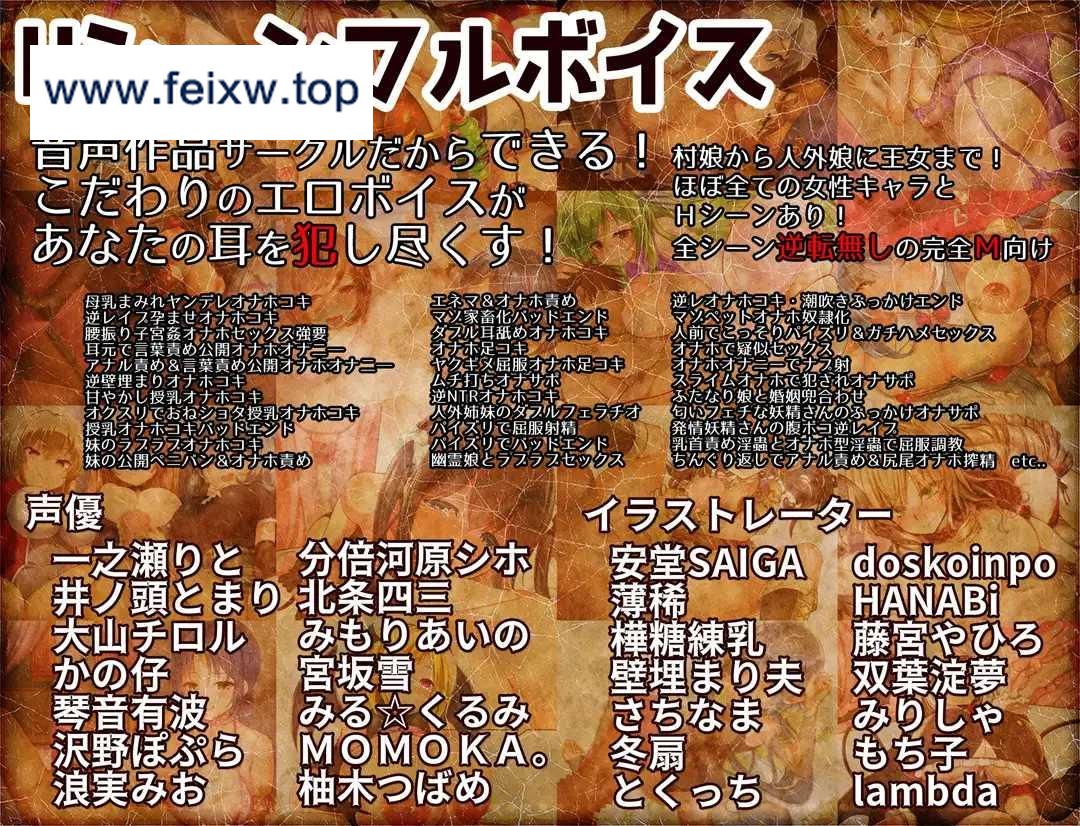 Hシーンフルボイス
www.feixw.top
音声作品サークルだからできる！
こだわりのエロボイスが
あなたの耳を犯し尽くす！
村娘から人外娘に王女まで！
ほぼ全ての女性キャラと
Ｈシーンあり！
全シーン逆転無しの完全Ｍ向け
母乳まみれヤンデレオナホコキ
逆レイプ孕ませオナホコキ
腰振り子宮姦オナホセックス強要
耳元で言葉責め公開オナホオナニー
アナル責め＆言葉責め公開オナホオナニー
逆壁埋まりオナホコキ
甘やかし授乳オナホコキ
授乳オナホコキバッドエンド
妹のラブラブオナホコキ
妹の公開ペニバン＆オナホ責め
エネマ＆オナホ責め
マゾ家畜化バッドエンド
ダブル耳舐めオナホコキ
オナホ足コキ
ヤクキメ屈服オナホ足コキ
ムチ打ちオナサポ
逆NTRオナホコキ
人外姉妹のダブルフェラチオ
パイズリで屈服射精
パイズリでバッドエンド
幽霊娘とラブラブセックス
逆レオナホコキ・潮吹きぶっかけエンド
マゾペットオナホ奴隷化
人前でこっそりパイズリ＆ガチハメセックス
オナホで疑似セックス
オナホオナニーでナプ射
スライムオナホで犯されオナサポ
ふたなり娘と婚姻兜合わせ
匂いフェチな妖精さんのぶっかけオナサポ
発情妖精さんの腹ボコ逆レイプ
乳首責め淫蟲とオナホ型淫蟲で屈服調教
ちんぐり返しでアナル責め＆尻尾オナホ搾精　etc..
声優
一之瀬りと
井ノ頭とまり
大山チロル
かの仔
琴音有波
沢野ぽぷら
浪実みお
分倍河原シホ
北条四三
みもりあいの
宮坂雪
みる☆くるみ
ＭＯＭＯＫＡ。
柚木つばめ
イラストレーター
安堂SAIGA
薄稀
樺糖練乳
壁埋まり夫
さちなま
冬扇
とくっち
doskoinpo
HANABi
藤宮やひろ
双葉淀夢
みりしゃ
もち子
lambda